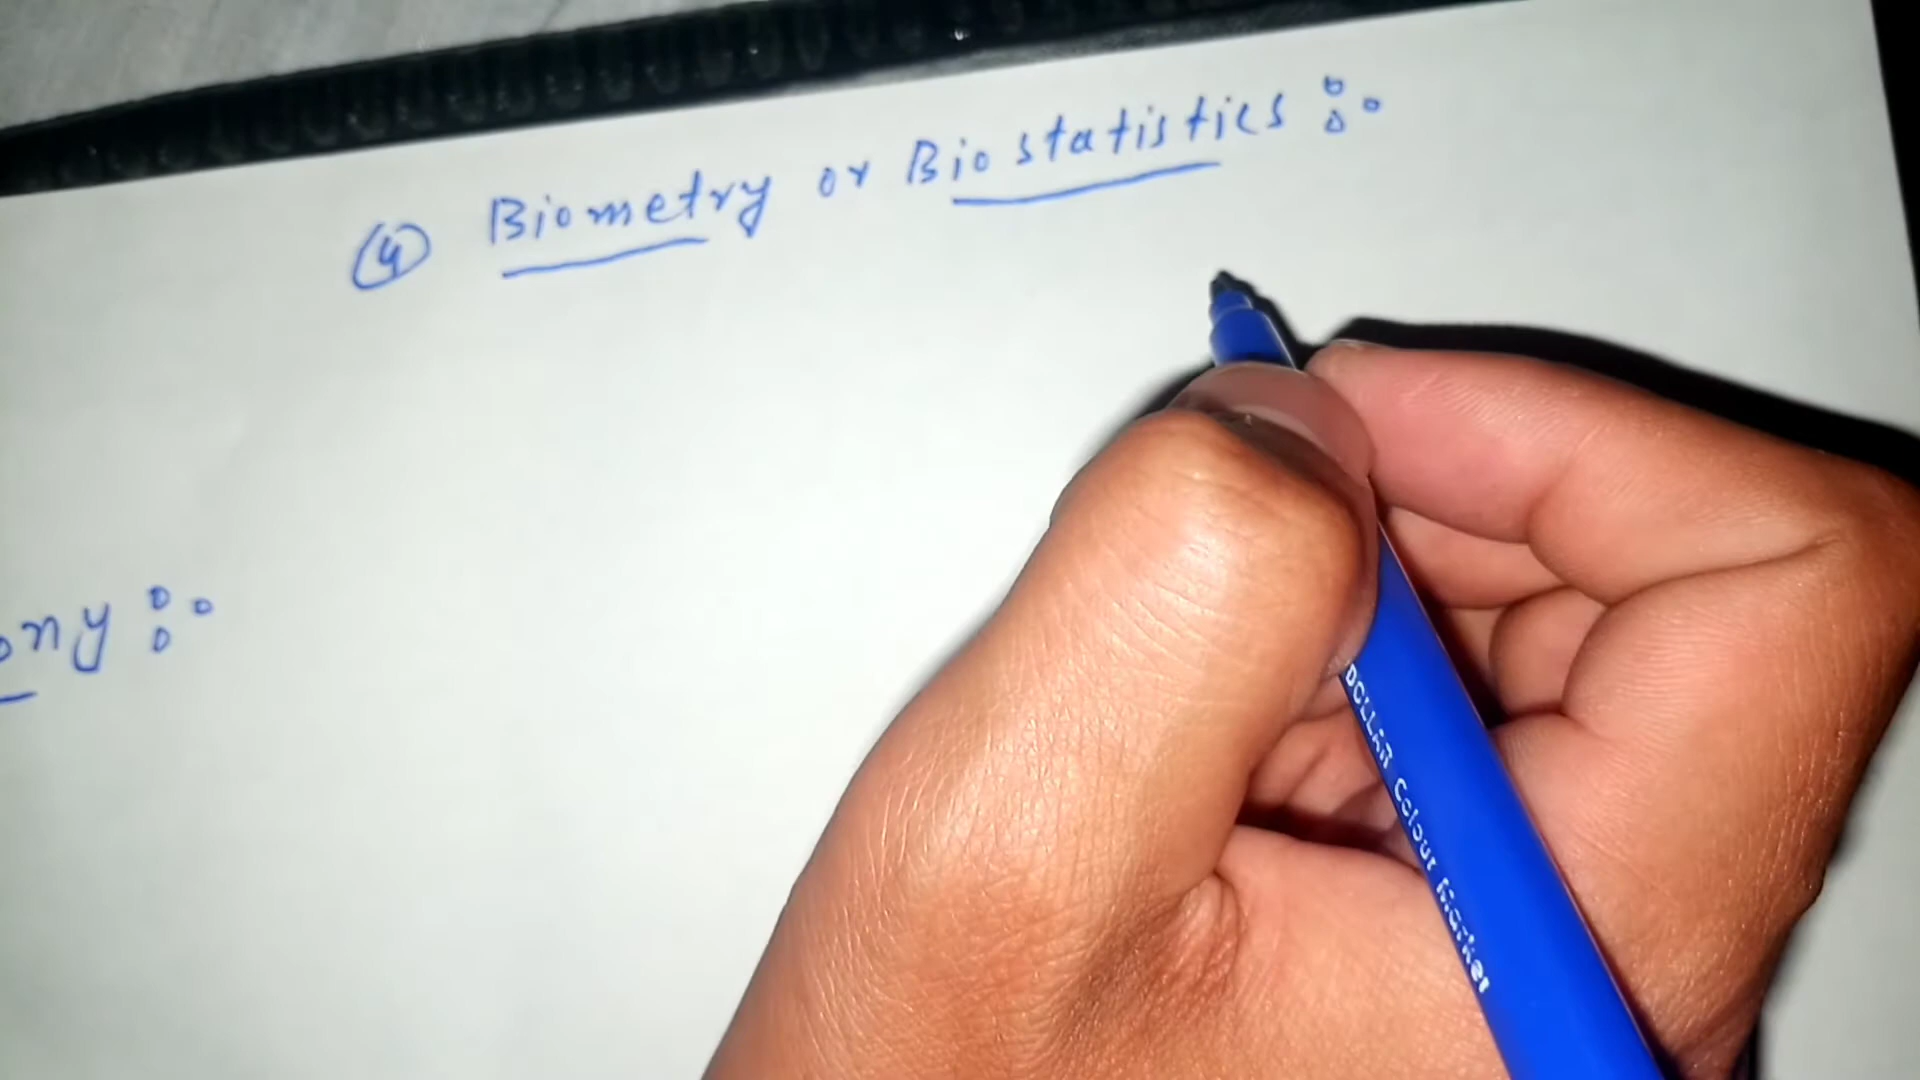 ④ Biometry or Biostatistics :-
ony :-
DOLLAR Colour Marker